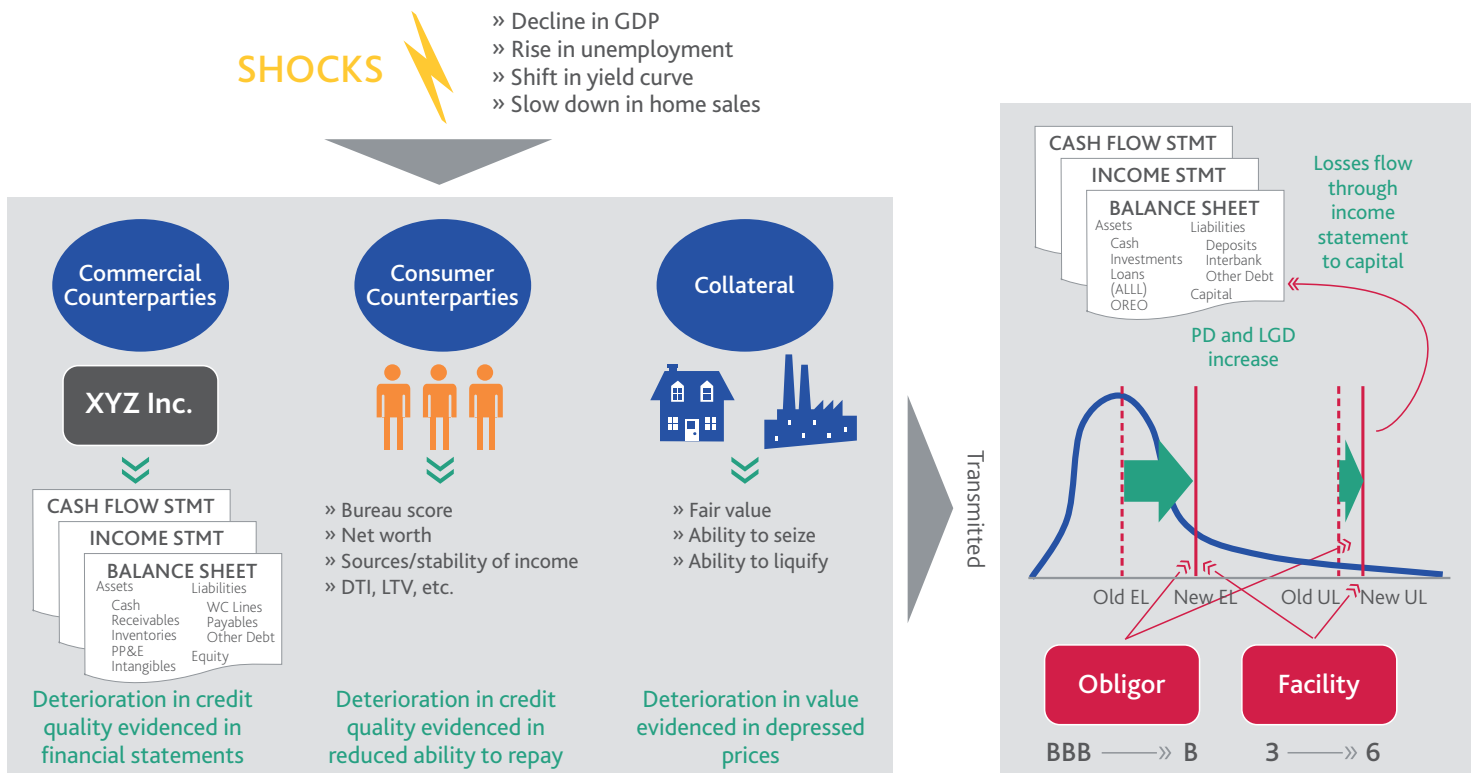 SHOCKS
» Decline in GDP
» Rise in unemployment
» Shift in yield curve
» Slow down in home sales
Commercial
Counterparties
XYZ Inc.
CASH FLOW STMT
INCOME STMT
BALANCE SHEET
Assets
Cash
Receivables
Inventories
PP&E
Intangibles
Liabilities
WC Lines
Payables
Other Debt
Equity
Deterioration in credit
quality evidenced in
financial statements
Consumer
Counterparties
» Bureau score
» Net worth
» Sources/stability of income
» DTI, LTV, etc.
Deterioration in credit
quality evidenced in
reduced ability to repay
Collateral
» Fair value
» Ability to seize
» Ability to liquify
Deterioration in value
evidenced in depressed
prices
Transmitted
CASH FLOW STMT
INCOME STMT
BALANCE SHEET
Assets
Cash
Investments
Loans
(ALLL)
OREO
Liabilities
Deposits
Interbank
Other Debt
Capital
Losses flow
through
income
statement
to capital
PD and LGD
increase
Old EL
New EL
Old UL
New UL
Obligor
Facility
BBB » B
3 » 6